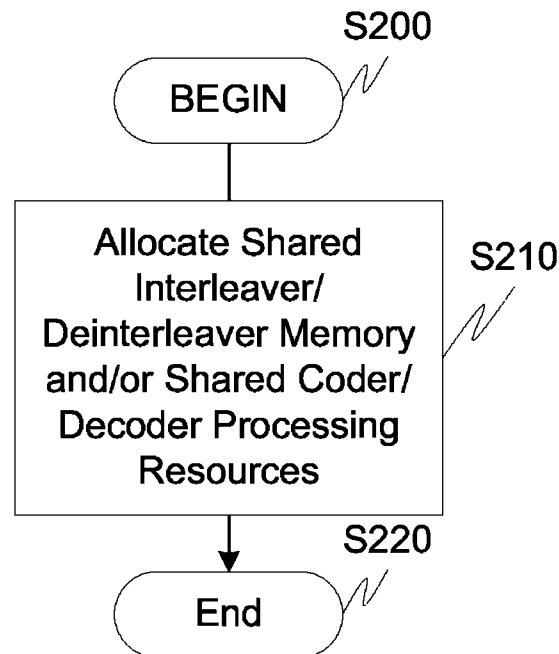 S200
BEGIN
Allocate Shared
Interleaver/
Deinterleaver Memory
and/or Shared Coder/
Decoder Processing
Resources
S210
S220
End